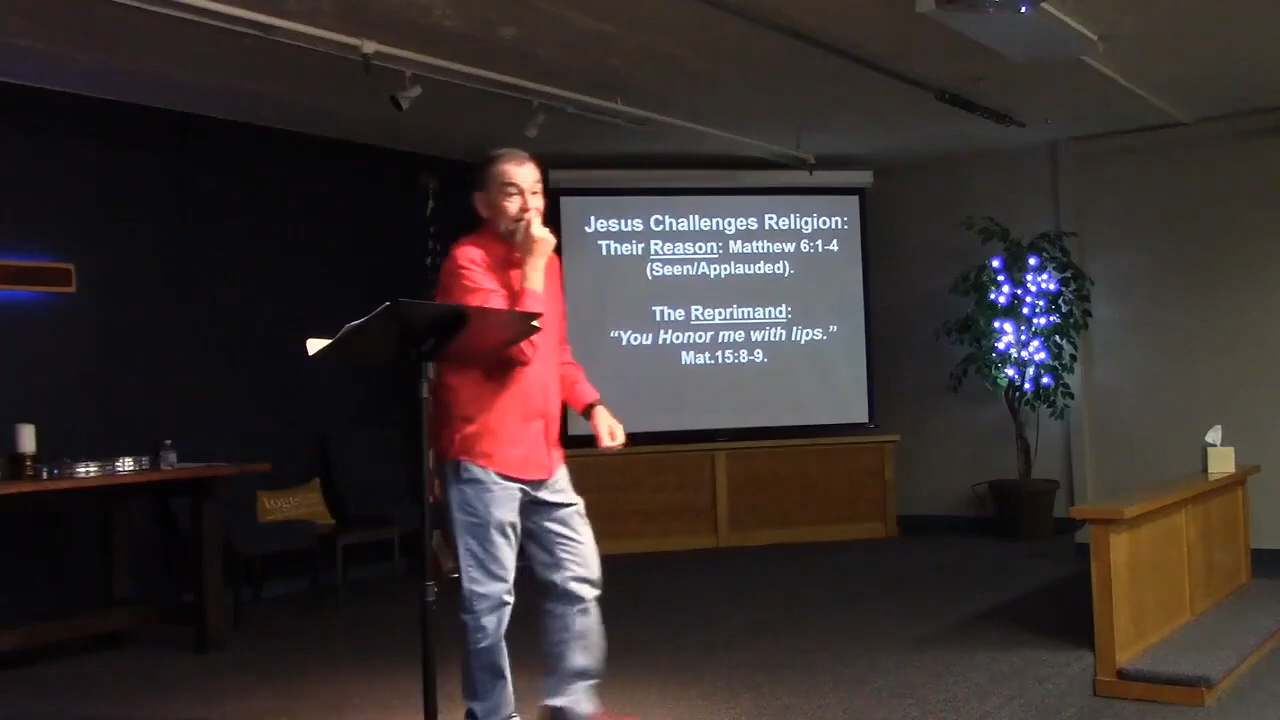 Jesus Challenges Religion:
Their Reason: Matthew 6:1-4
(Seen/Applauded).
The Reprimand:
“You Honor me with lips.”
Mat.15:8-9.